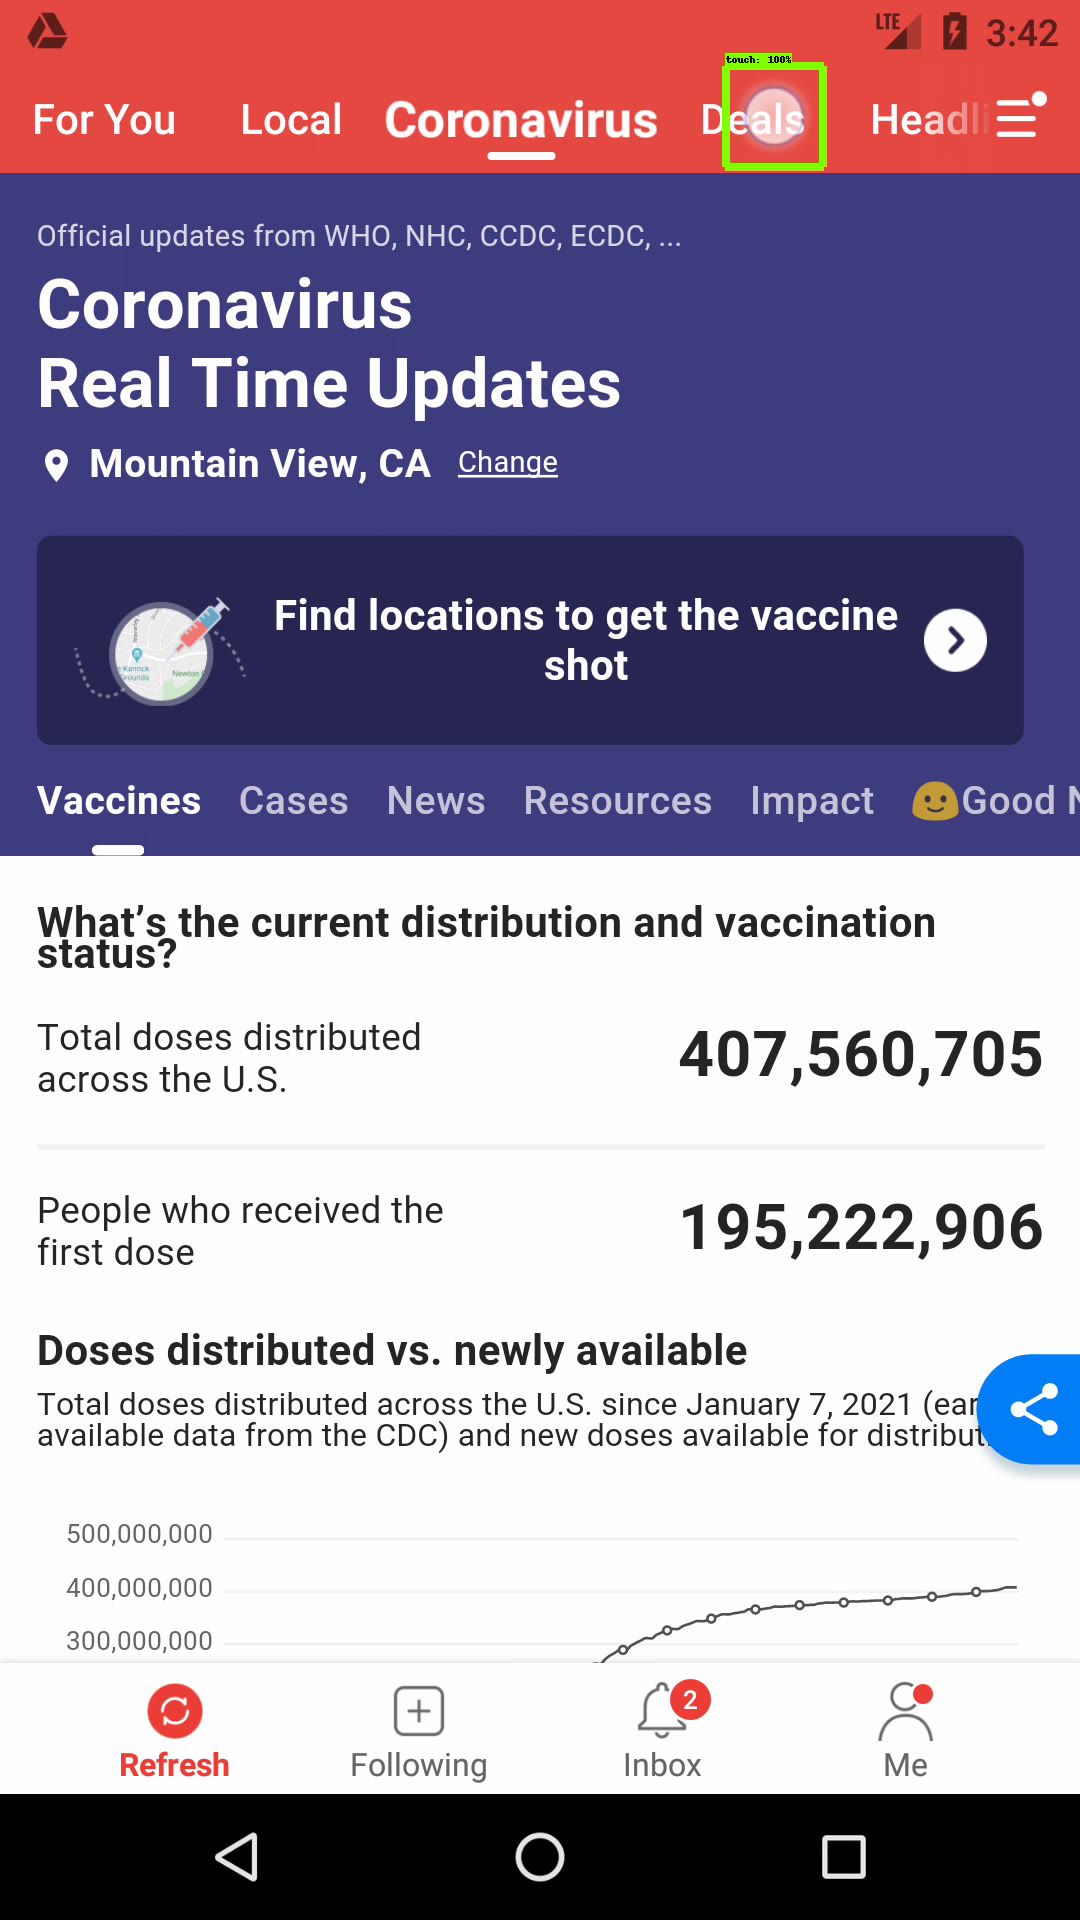 LTE 3:42
touch: 100%
For You Local Coronavirus Deals Headli
Official updates from WHO, NHC, CCDC, ECDC, ...
Coronavirus
Real Time Updates
Mountain View, CA Change
Find locations to get the vaccine
shot
Vaccines Cases News Resources Impact Good N
What's the current distribution and vaccination
status?
Total doses distributed
across the U.S.
407,560,705
People who received the
first dose
195,222,906
Doses distributed vs. newly available
Total doses distributed across the U.S. since January 7, 2021 (ear
available data from the CDC) and new doses available for distribut
500,000,000
400,000,000
300,000,000
2
Refresh Following Inbox Me